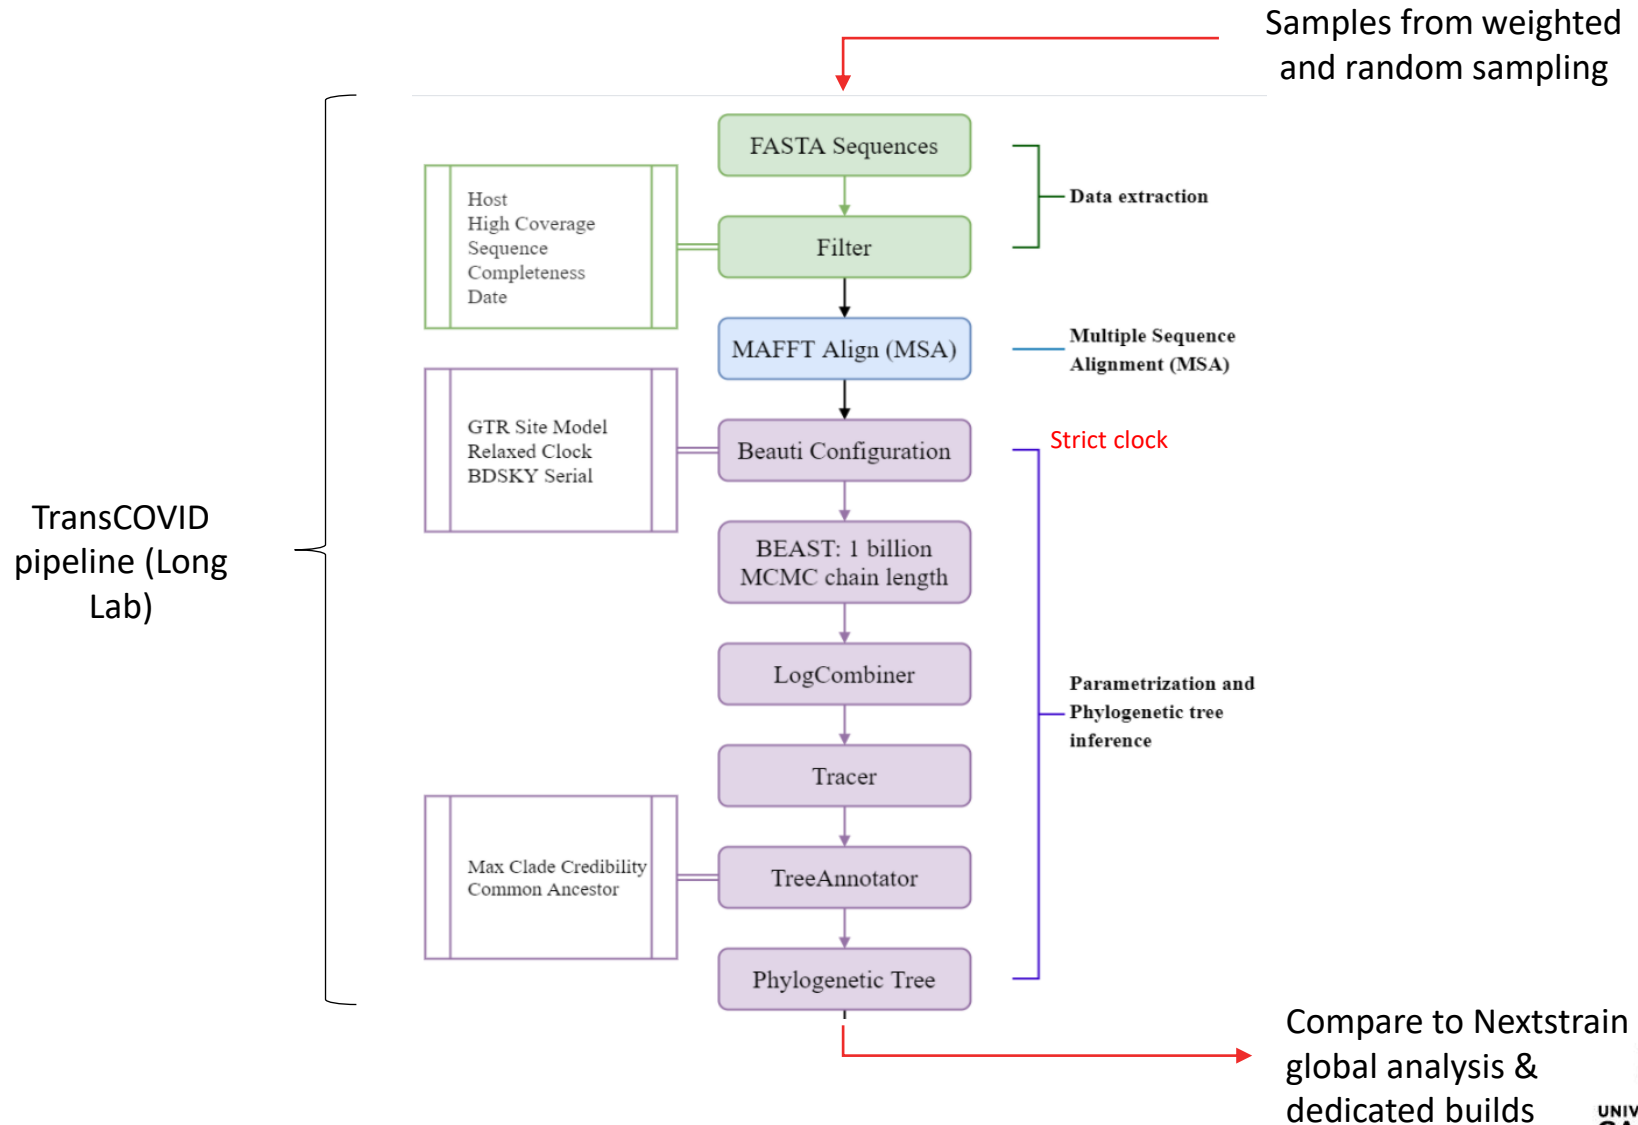 Samples from weighted
and random sampling
FASTA Sequences
Data extraction
Host
High Coverage
Sequence
Completeness
Date
Filter
MAFFT Align (MSA)
Multiple Sequence
Alignment (MSA)
GTR Site Model
Relaxed Clock
BDSKY Serial
Beauti Configuration
Strict clock
TransCOVID
pipeline (Long
Lab)
BEAST: 1 billion
MCMC chain length
LogCombiner
Parametrization and
Phylogenetic tree
inference
Tracer
Max Clade Credibility
Common Ancestor
TreeAnnotator
Phylogenetic Tree
Compare to Nextstrain
global analysis &
dedicated builds
UNIV